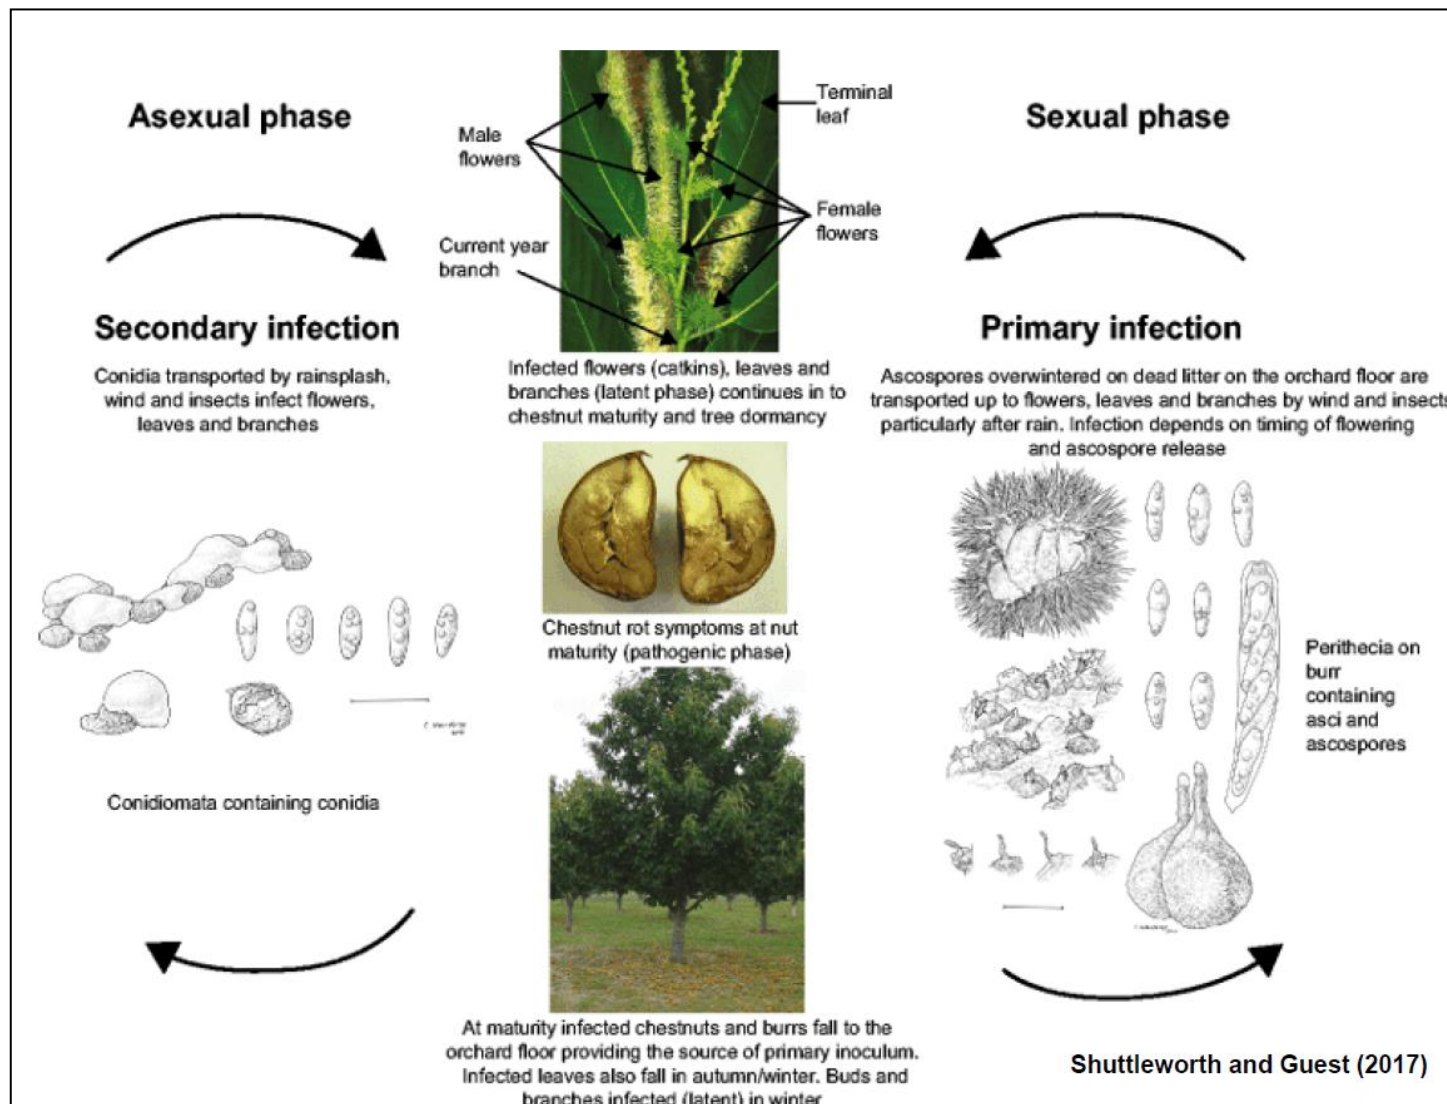 Asexual phase
Sexual phase
Male
flowers
Terminal
leaf
Female
flowers
Current year
branch
Secondary infection
Conidia transported by rainsplash,
wind and insects infect flowers,
leaves and branches
Infected flowers (catkins), leaves and
branches (latent phase) continues in to
chestnut maturity and tree dormancy
Primary infection
Ascospores overwintered on dead litter on the orchard floor are
transported up to flowers, leaves and branches by wind and insects
particularly after rain. Infection depends on timing of flowering
and ascospore release
Chestnut rot symptoms at nut
maturity (pathogenic phase)
Perithecia on
burr
containing
asci and
ascospores
Conidiomata containing conidia
At maturity infected chestnuts and burrs fall to the
orchard floor providing the source of primary inoculum.
Infected leaves also fall in autumn/winter. Buds and
branches infected (latent) in winter
Shuttleworth and Guest (2017)